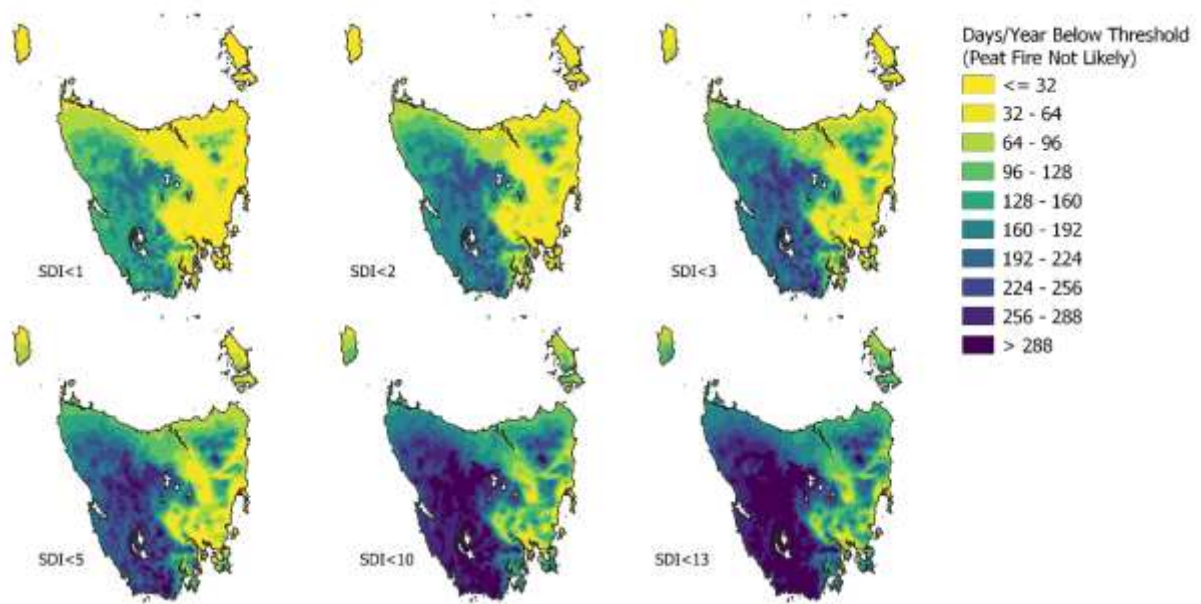 Days/Year Below Threshold
(Peat Fire Not Likely)
<= 32
32 - 64
64 - 96
96 - 128
128 - 160
160 - 192
192 - 224
224 - 256
256 - 288
> 288
SDI<1
SDI<2
SDI<3
SDI<5
SDI<10
SDI<13